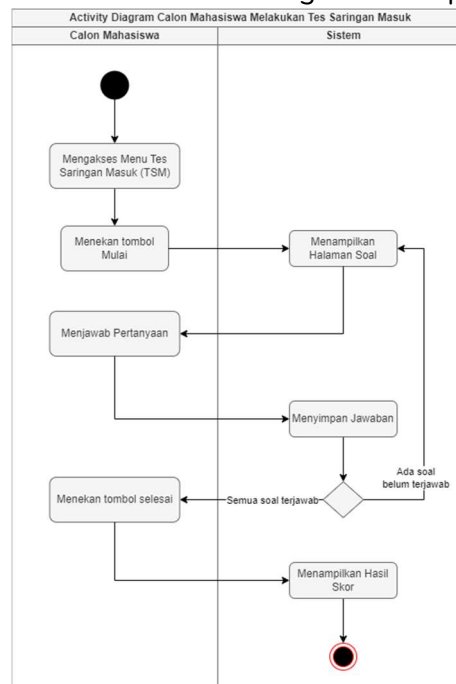 Activity Diagram Calon Mahasiswa Melakukan Tes Saringan Masuk
Calon Mahasiswa
Sistem
Mengakses Menu Tes
Saringan Masuk (TSM)
Menekan tombol
Mulai
Menampilkan
Halaman Soal
Menjawab Pertanyaan
Menyimpan Jawaban
Ada soal
belum terjawab
Semua soal terjawab
Menekan tombol selesai
Menampilkan Hasil
Skor